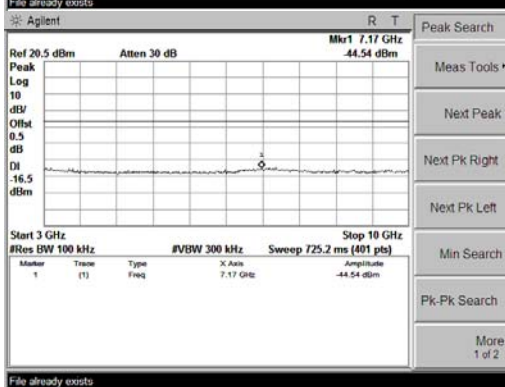 File already exists
Agilent R T
Mkr1 7.17 GHz
Ref 20.5 dBm Atten 30 dB -44.54 dBm
Peak
Log
10
dB/
Offst
0.5
dB
DI
-16.5
dBm
1
Start 3 GHz Stop 10 GHz
#Res BW 100 kHz #VBW 300 kHz Sweep 725.2 ms (401 pts)
Marker Trace Type X Axis Amplitude
1 (1) Freq 7.17 GHz -44.54 dBm
File already exists
Peak Search
Meas Tools
Next Peak
Next Pk Right
Next Pk Left
Min Search
Pk-Pk Search
More
1 of 2